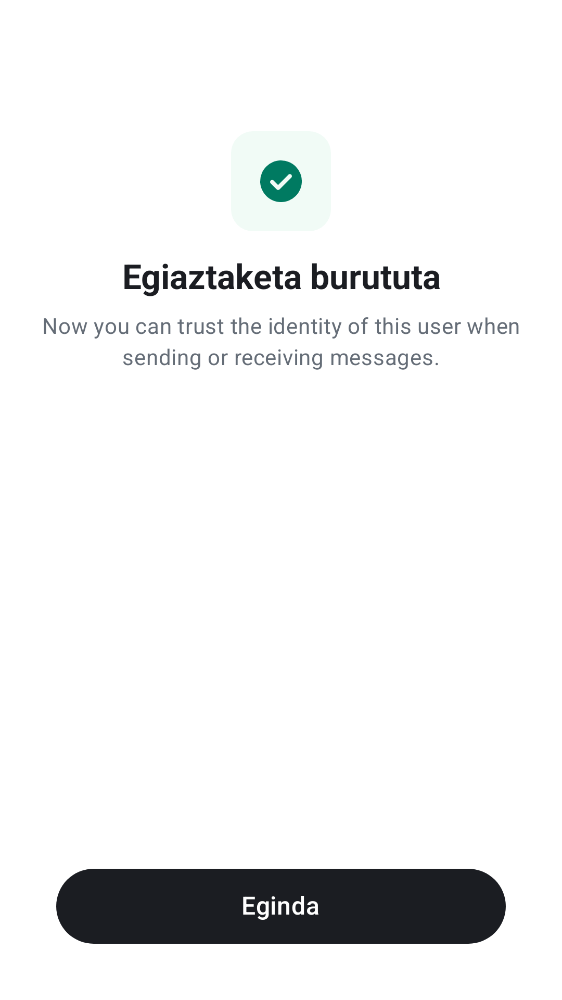 Egiaztaketa burututa
Now you can trust the identity of this user when
sending or receiving messages.
Eginda